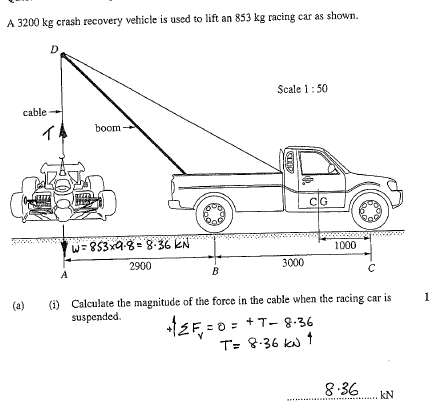 A 3200 kg crash recovery vehicle is used to lift an 853 kg racing car as shown.
D
Scale 1 : 50
cable
T
boom
CG
W = 853×9.8 = 8.36 KN
1000
2900
3000
A
B
C
(a) (i) Calculate the magnitude of the force in the cable when the racing car is 1
suspended.
+↑ΣFv = 0 = +T - 8.36
T = 8.36 kN ↑
8.36 kN